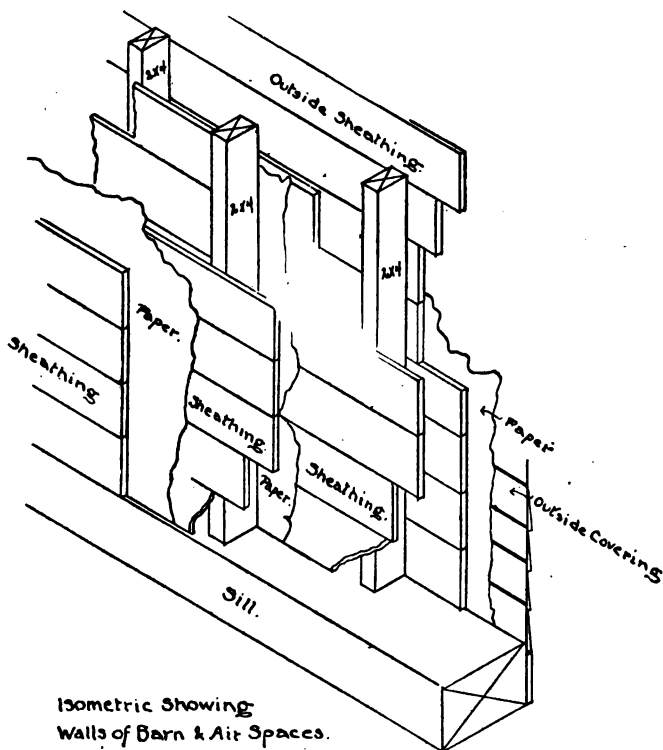 2x4
Outside Sheathing.
2x4
2x4
Paper.
Sheathing
Sheathing.
Paper.
Sheathing.
Paper
Outside Covering
Sill.
Isometric Showing
Walls of Barn & Air Spaces.